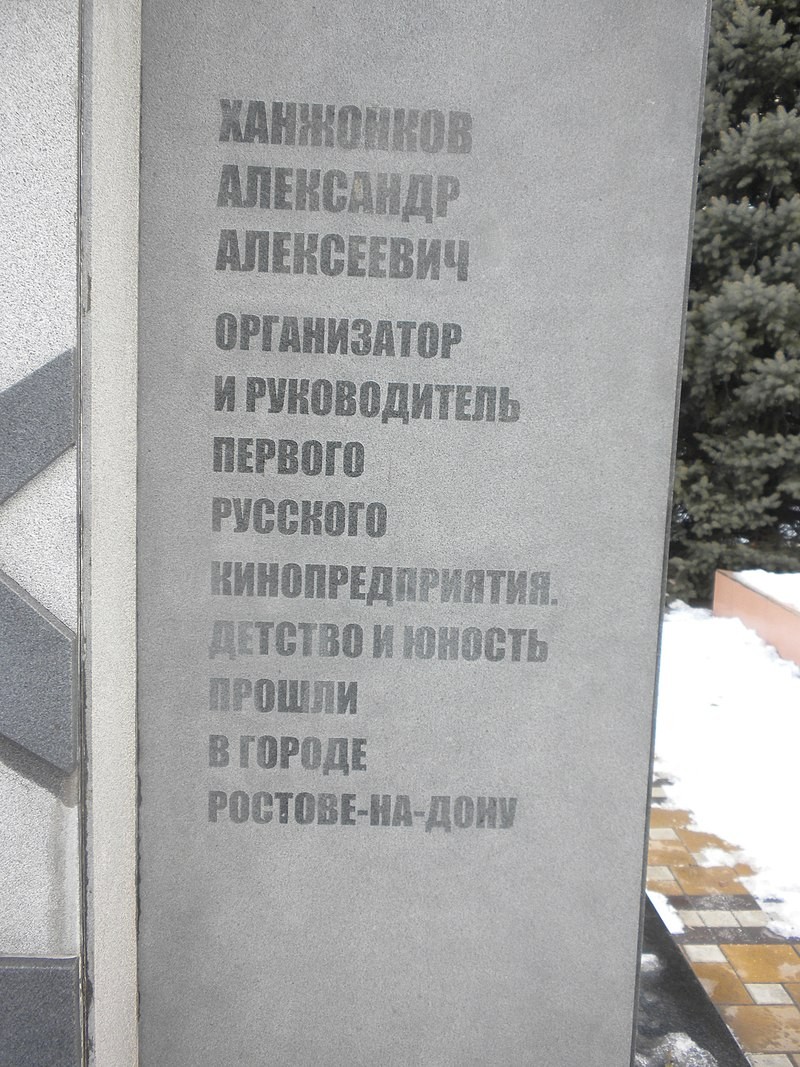 ХАНЖОНКОВ
АЛЕКСАНДР
АЛЕКСЕЕВИЧ
ОРГАНИЗАТОР
И РУКОВОДИТЕЛЬ
ПЕРВОГО
РУССКОГО
КИНОПРЕДПРИЯТИЯ.
ДЕТСТВО И ЮНОСТЬ
ПРОШЛИ
В ГОРОДЕ
РОСТОВЕ-НА-ДОНУ